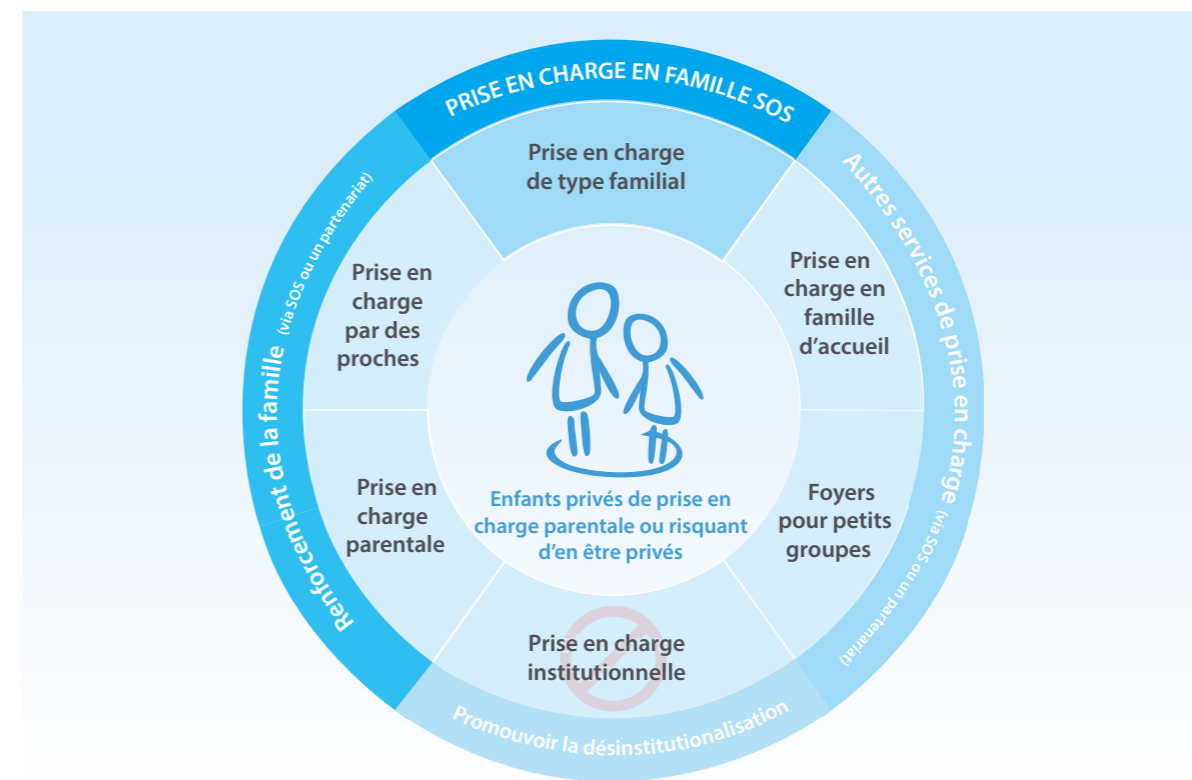 PRISE EN CHARGE EN FAMILLE SOS
Prise en charge
de type familial
Autres services de prise en charge (via SOS ou un partenariat)
Prise en
charge en
famille
d'accueil
Foyers
pour petits
groupes
Promouvoir la désinstitutionalisation
Prise en charge
institutionnelle
Renforcement de la famille (via SOS ou un partenariat)
Prise en
charge
parentale
Prise en
charge
par des
proches
Enfants privés de prise en
charge parentale ou risquant
d'en être privés